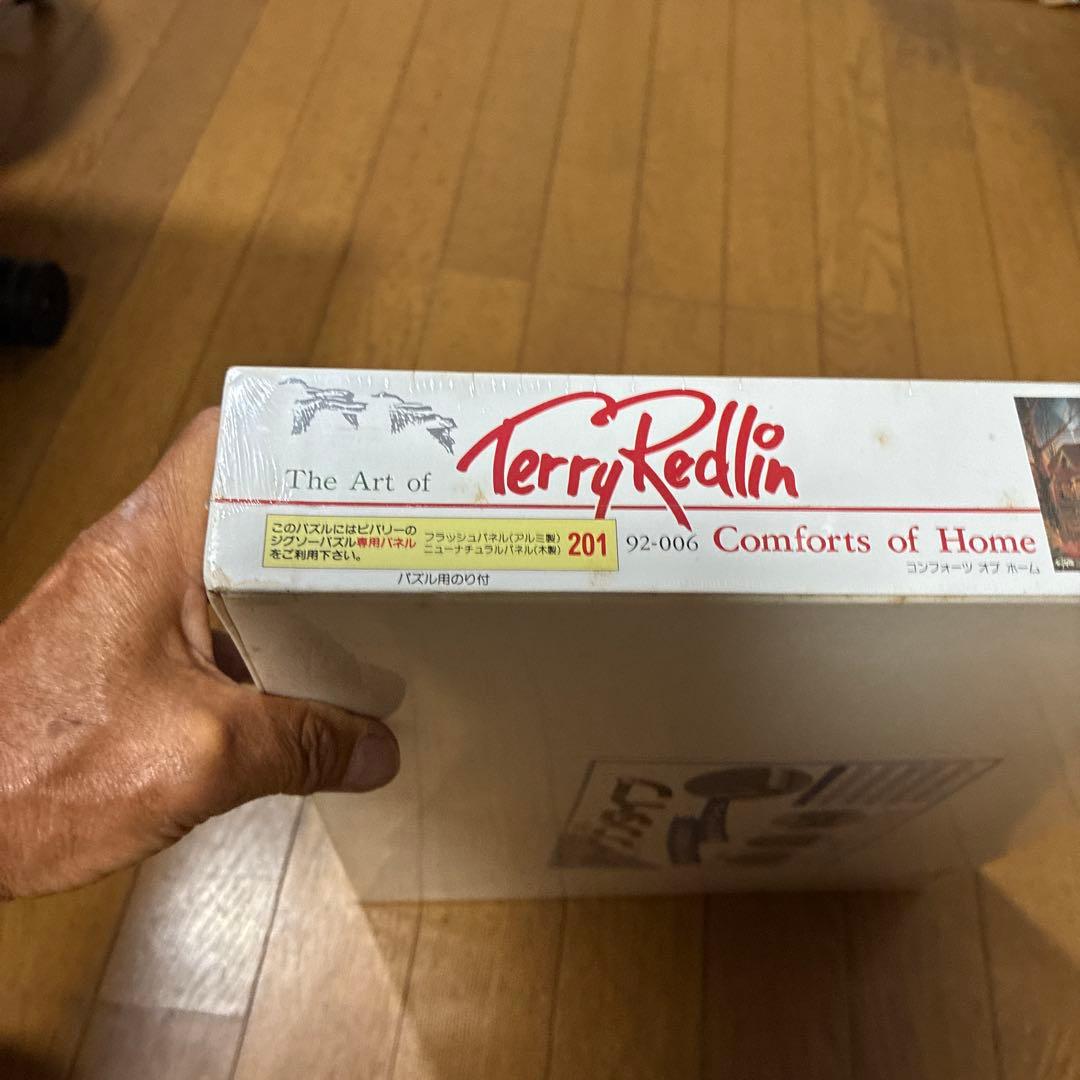 The Art of Terry Redlin
このパズルにはビバリーの
ジグソーパズル専用パネル
をご利用下さい。
フラッシュパネル(アルミ製)
ニューナチュラルパネル(木製)
201
92-006 Comforts of Home
コンフォーツ オブ ホーム
パズル用のり付